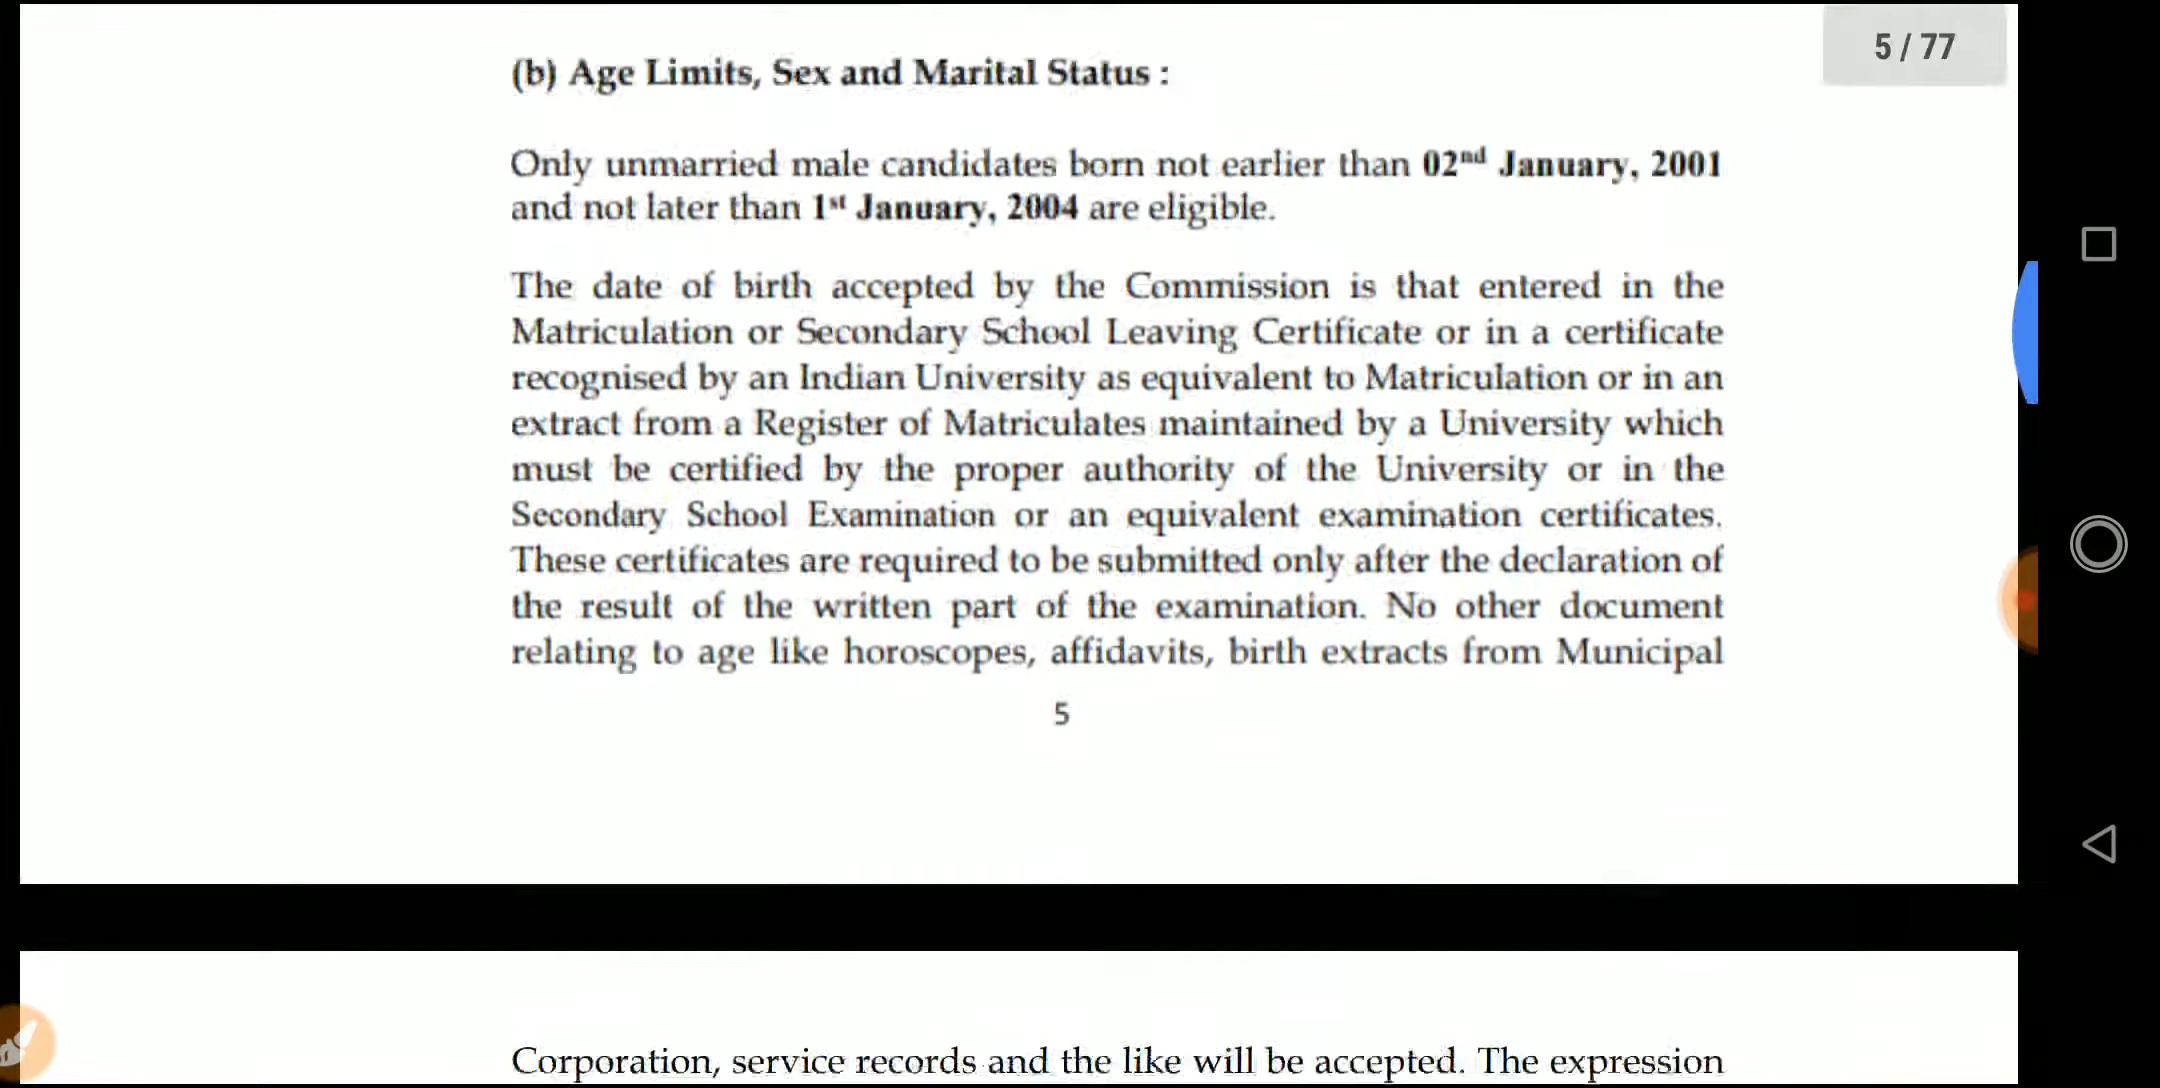 5 / 77
(b) Age Limits, Sex and Marital Status :
Only unmarried male candidates born not earlier than 02nd January, 2001
and not later than 1st January, 2004 are eligible.
The date of birth accepted by the Commission is that entered in the
Matriculation or Secondary School Leaving Certificate or in a certificate
recognised by an Indian University as equivalent to Matriculation or in an
extract from a Register of Matriculates maintained by a University which
must be certified by the proper authority of the University or in the
Secondary School Examination or an equivalent examination certificates.
These certificates are required to be submitted only after the declaration of
the result of the written part of the examination. No other document
relating to age like horoscopes, affidavits, birth extracts from Municipal
5
Corporation, service records and the like will be accepted. The expression